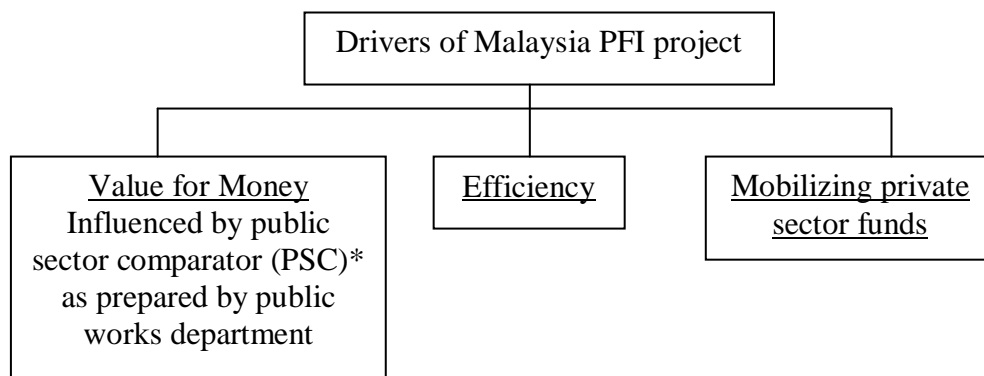 Drivers of Malaysia PFI project
Value for Money
Influenced by public
sector comparator (PSC)*
as prepared by public
works department
Efficiency
Mobilizing private
sector funds